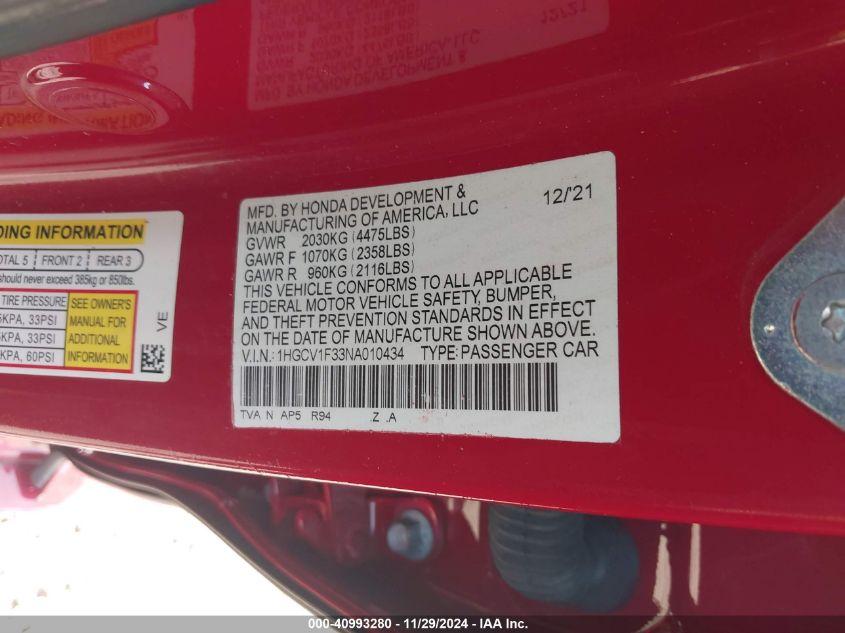 MFD. BY HONDA DEVELOPMENT &
MANUFACTURING OF AMERICA, LLC
12/'21
GVWR 2030KG (4475LBS)
GAWR F 1070KG (2358LBS)
GAWR R 960KG (2116LBS)
THIS VEHICLE CONFORMS TO ALL APPLICABLE
FEDERAL MOTOR VEHICLE SAFETY, BUMPER,
AND THEFT PREVENTION STANDARDS IN EFFECT
ON THE DATE OF MANUFACTURE SHOWN ABOVE.
V.I.N.: 1HGCV1F33NA010434 TYPE: PASSENGER CAR
TVA N AP5 R94 .Z .A
DING INFORMATION
OTAL 5 FRONT 2 REAR 3
should never exceed 385kg or 850lbs.
TIRE PRESSURE
5KPA, 33PSI
5KPA, 33PSI
KPA, 60PSI
SEE OWNER'S
MANUAL FOR
ADDITIONAL
INFORMATION
VE
000-40993280 - 11/29/2024 - IAA Inc.